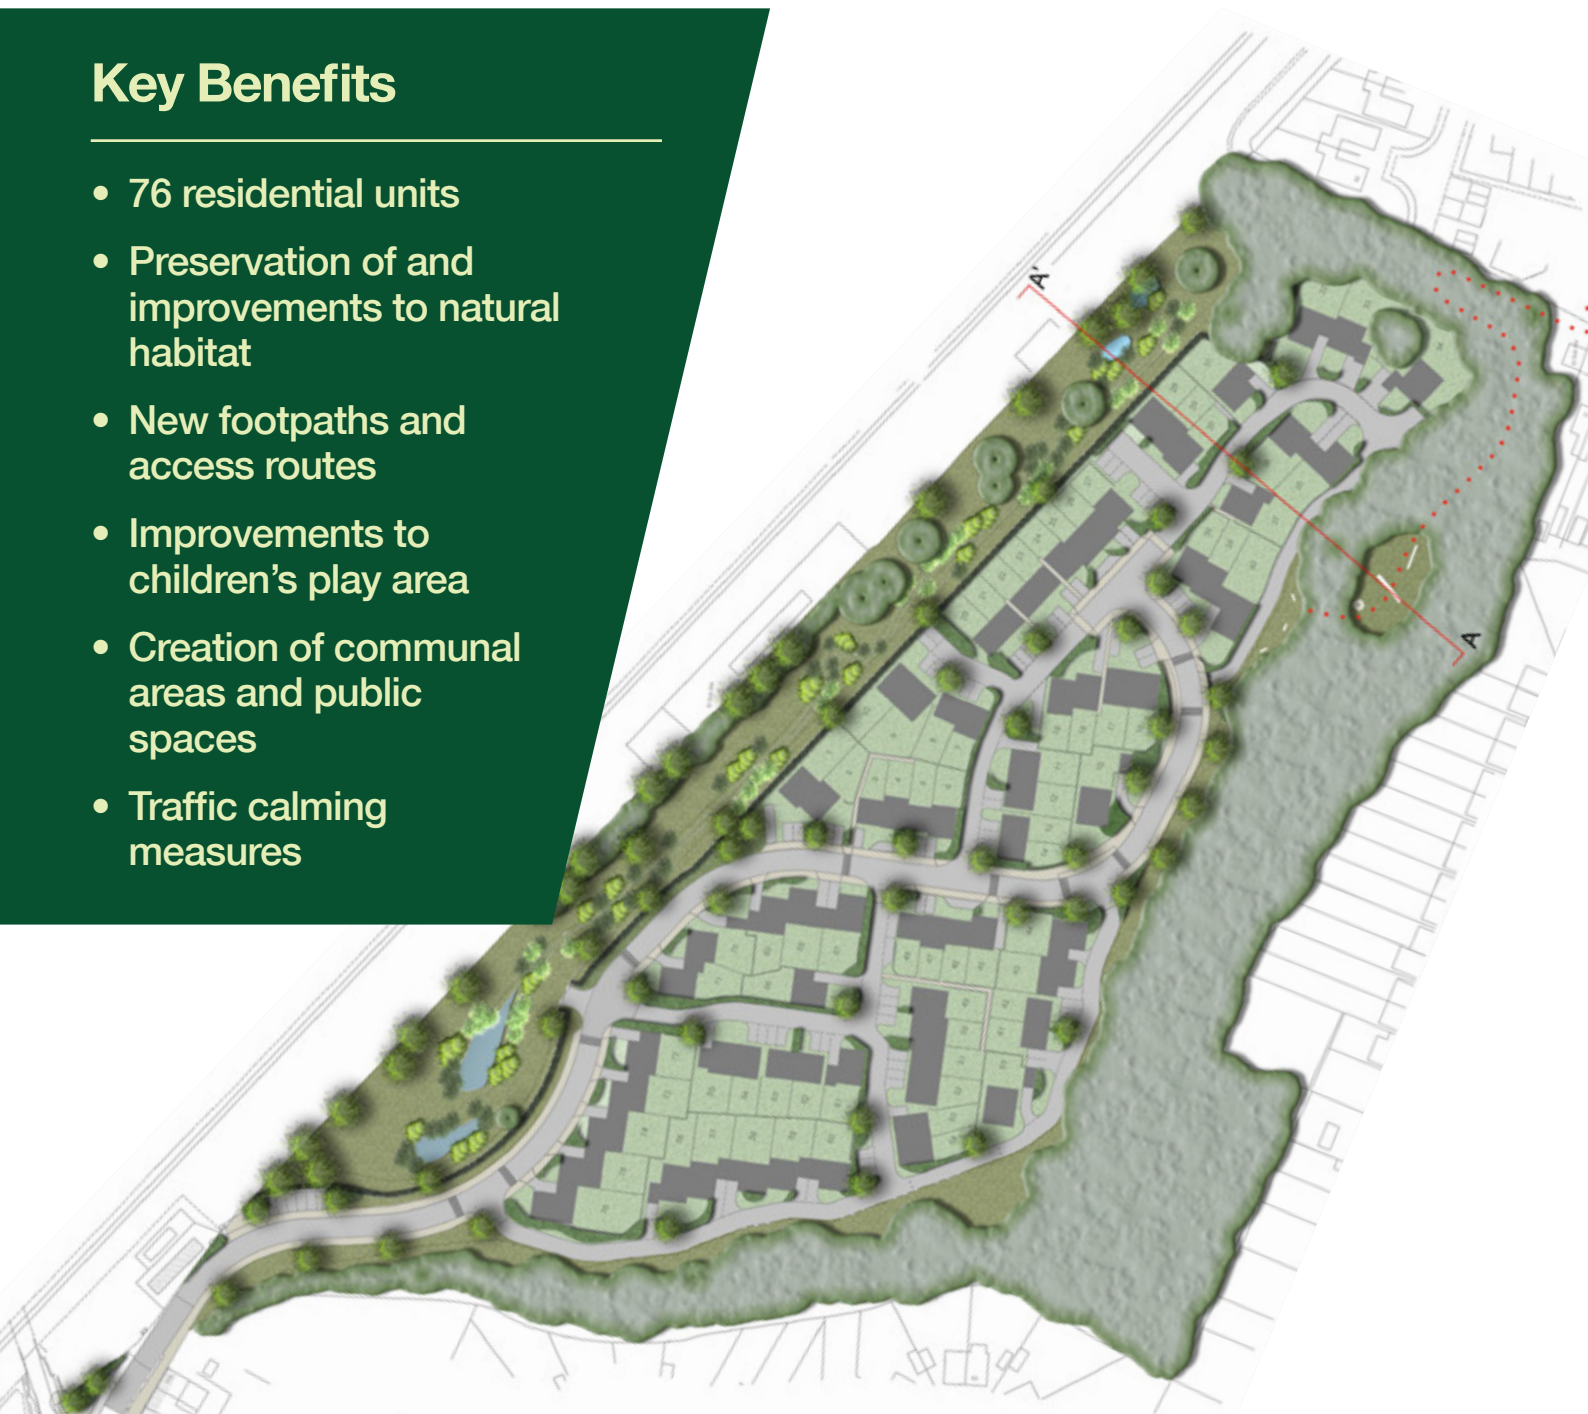 Key Benefits
• 76 residential units
• Preservation of and
improvements to natural
habitat
• New footpaths and
access routes
• Improvements to
children’s play area
• Creation of communal
areas and public
spaces
• Traffic calming
measures
A'
A